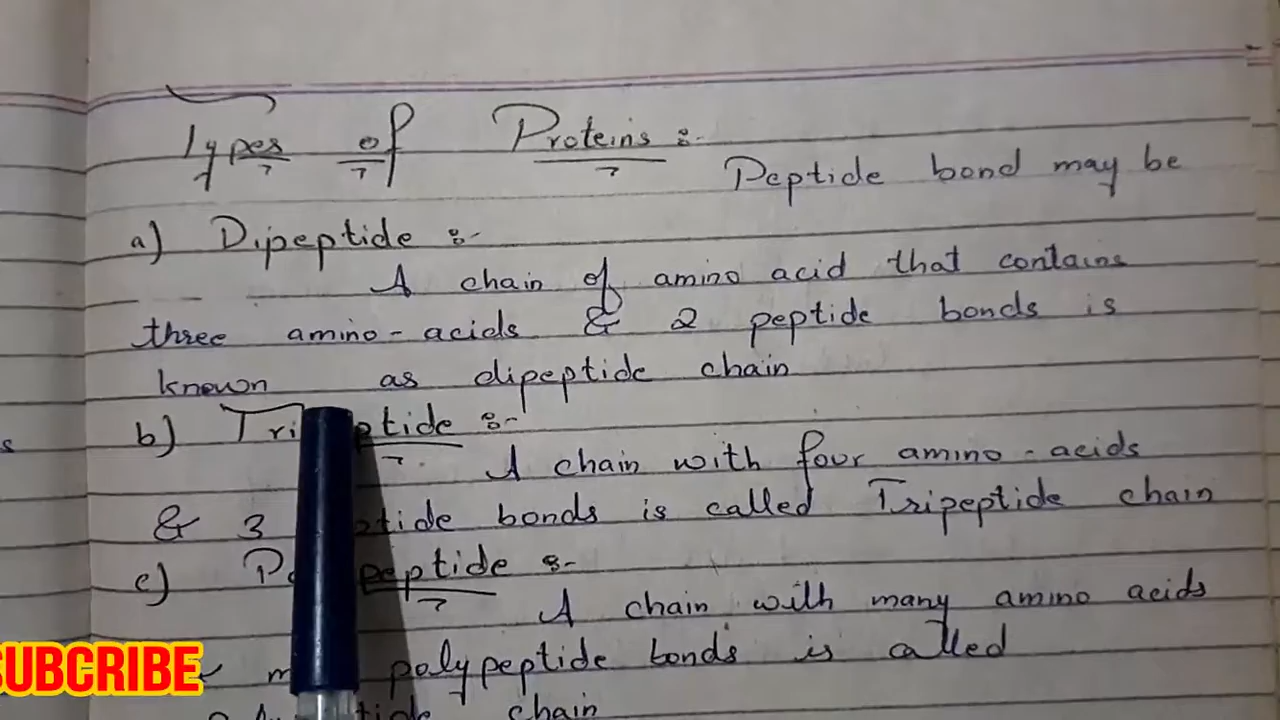 Types of Proteins :-
Peptide bond may be
a) Dipeptide :-
A chain of amino acid that contains
three amino-acids & 2 peptide bonds is
known as dipeptide chain
b) Tri ptide :-
A chain with four amino-acids
& 3 tide bonds is called Tripeptide chain
c) P peptide :-
A chain with many amino acids
polypeptide bonds is called
chain
s
SUBSCRIBE